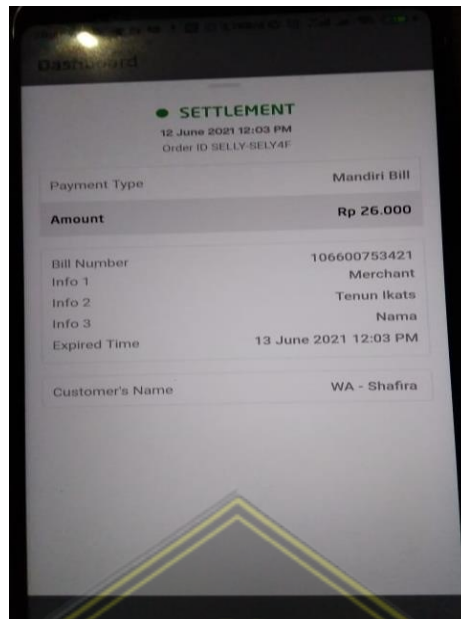 Dashboard
SETTLEMENT
12 June 2021 12:03 PM
Order ID SELLY-SELY4F
Payment Type Mandiri Bill
Amount Rp 26.000
Bill Number 106600753421
Info 1 Merchant
Info 2 Tenun Ikats
Info 3 Nama
Expired Time 13 June 2021 12:03 PM
Customer's Name WA - Shafira